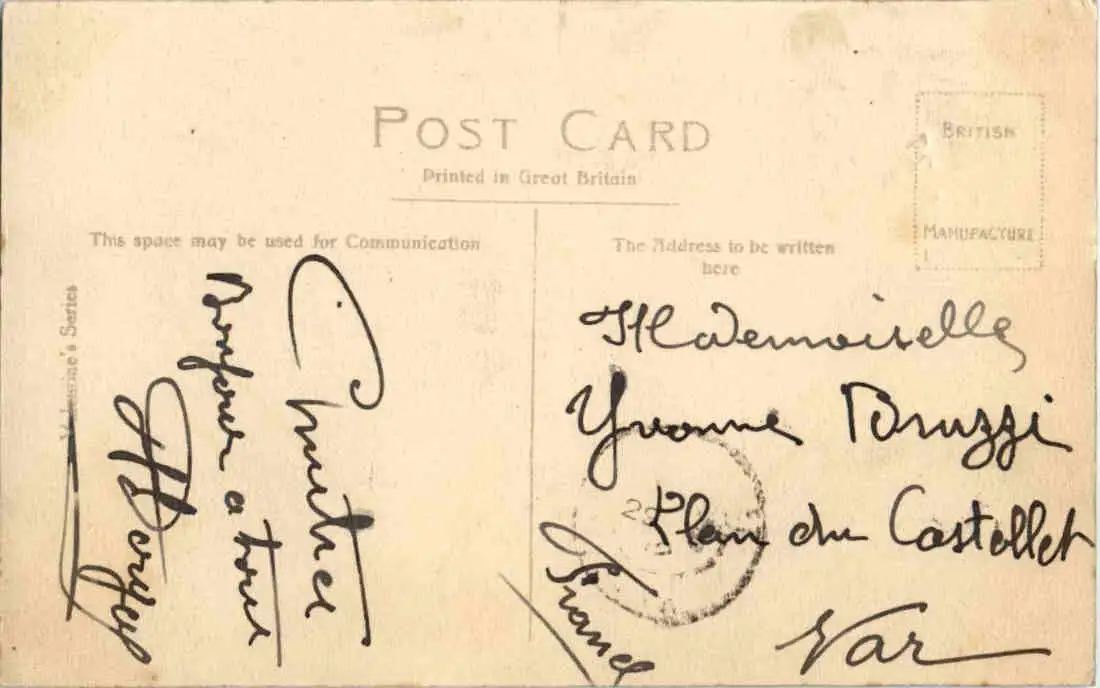 POST CARD
Printed in Great Britain
BRITISH
MANUFACTURE
This space may be used for Communication
The Address to be written
here
Series
Amitiés
Bonjour a tous
Mademoiselle
Yvonne Bruzzi
Plan du Castellet
Var
France